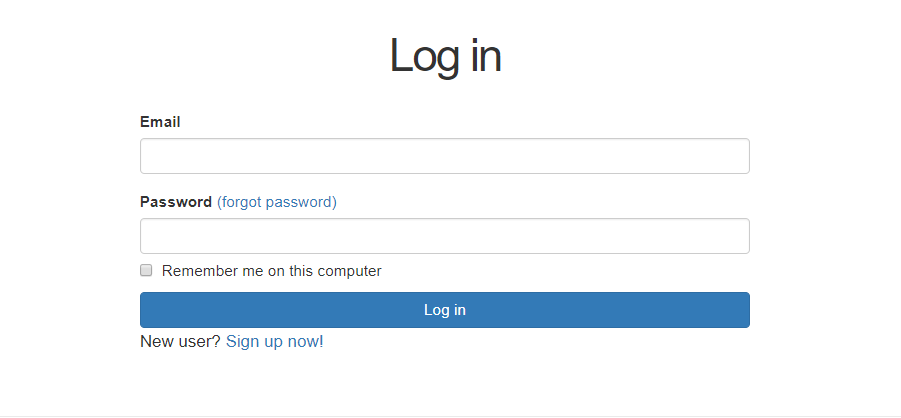 Log in
Email
Password (forgot password)
Remember me on this computer
Log in
New user? Sign up now!